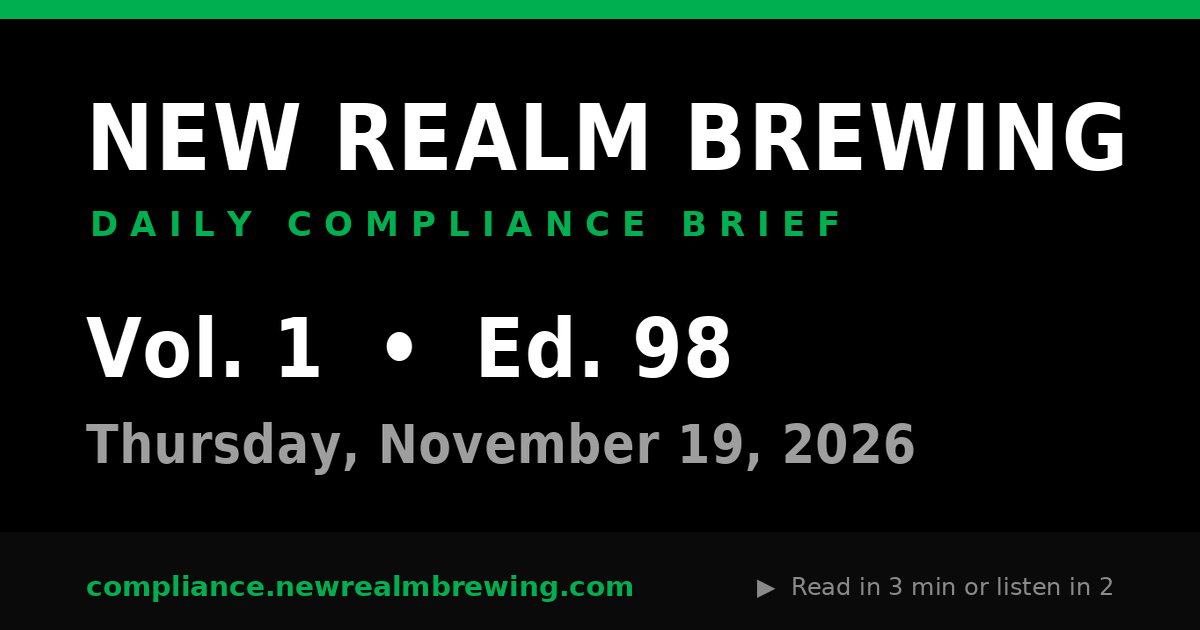 NEW REALM BREWING
DAILY COMPLIANCE BRIEF
Vol. 1 • Ed. 98
Thursday, November 19, 2026
compliance.newrealmbrewing.com
▶ Read in 3 min or listen in 2